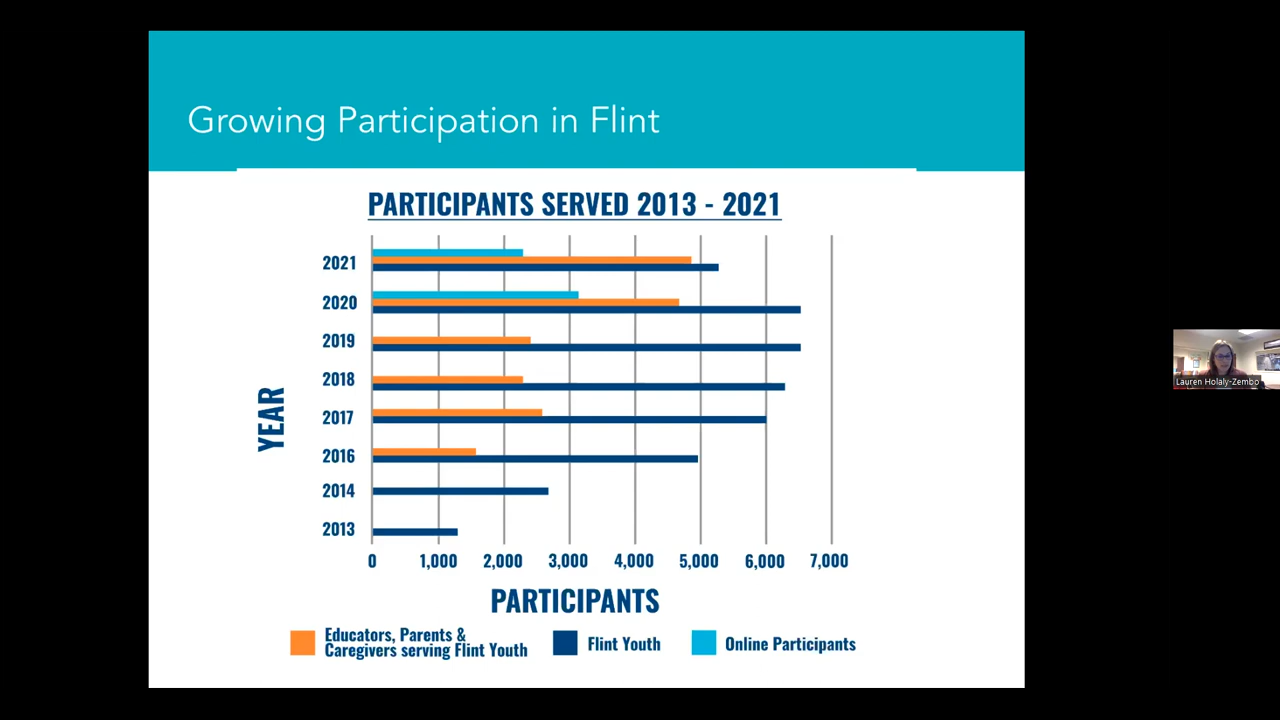 Growing Participation in Flint
PARTICIPANTS SERVED 2013 - 2021
2021
2020
2019
2018
2017
2016
2014
2013
YEAR
0 1,000 2,000 3,000 4,000 5,000 6,000 7,000
PARTICIPANTS
Educators, Parents &
Caregivers serving Flint Youth
Flint Youth
Online Participants
Lauren Holaly-Zembo